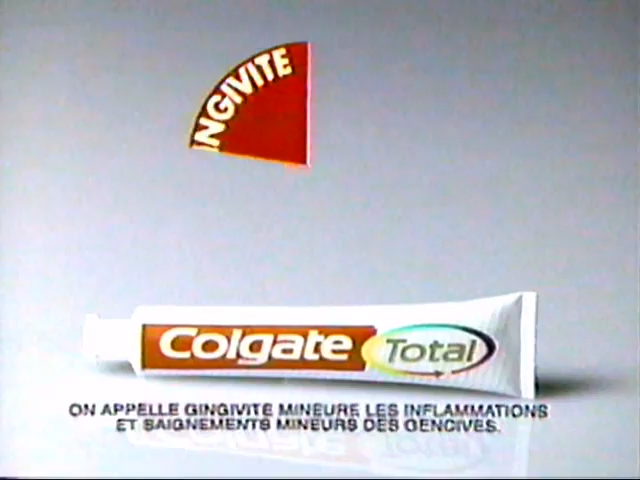 INGIVITE
Colgate Total
ON APPELLE GINGIVITE MINEURE LES INFLAMMATIONS
ET SAIGNEMENTS MINEURS DES GENCIVES.